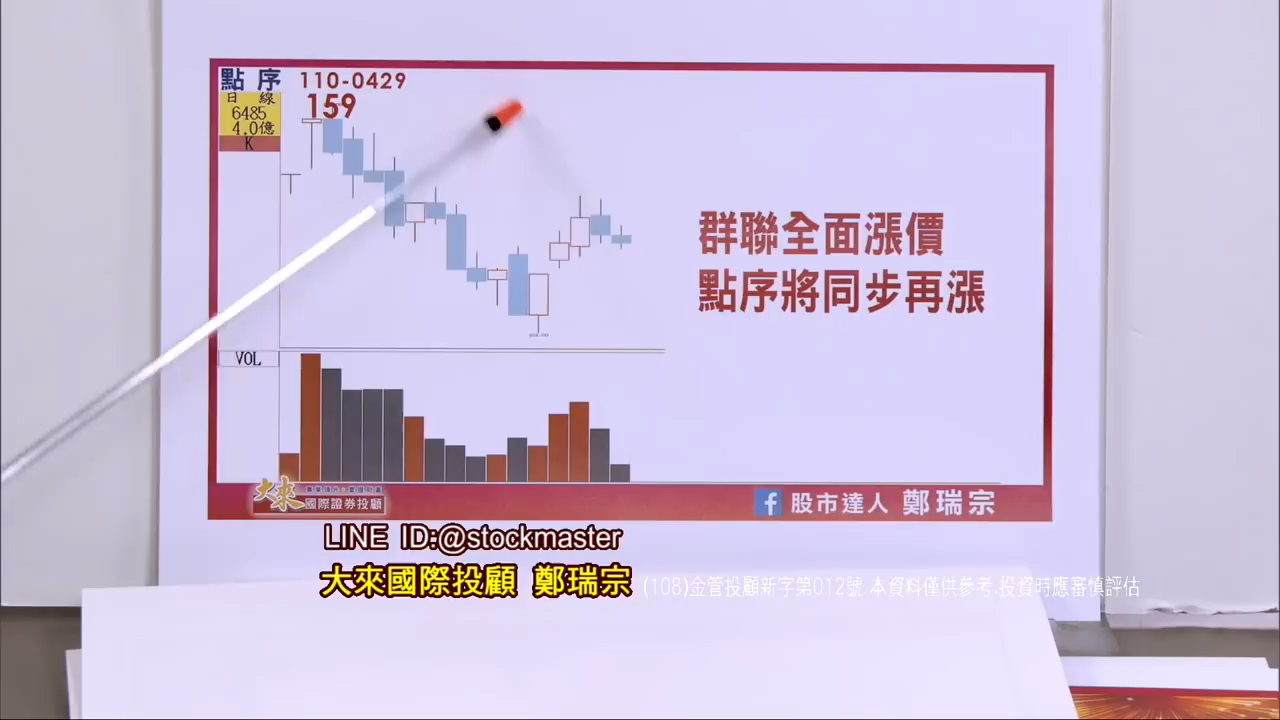 點序 110-0429
日線 159
6485
4.0億
K
群聯全面漲價
點序將同步再漲
VOL
大來
國際證券投顧
f 股市達人 鄭瑞宗
LINE ID:@stockmaster
大來國際投顧 鄭瑞宗 (108)金管投顧新字第012號 本資料僅供參考,投資時應審慎評估